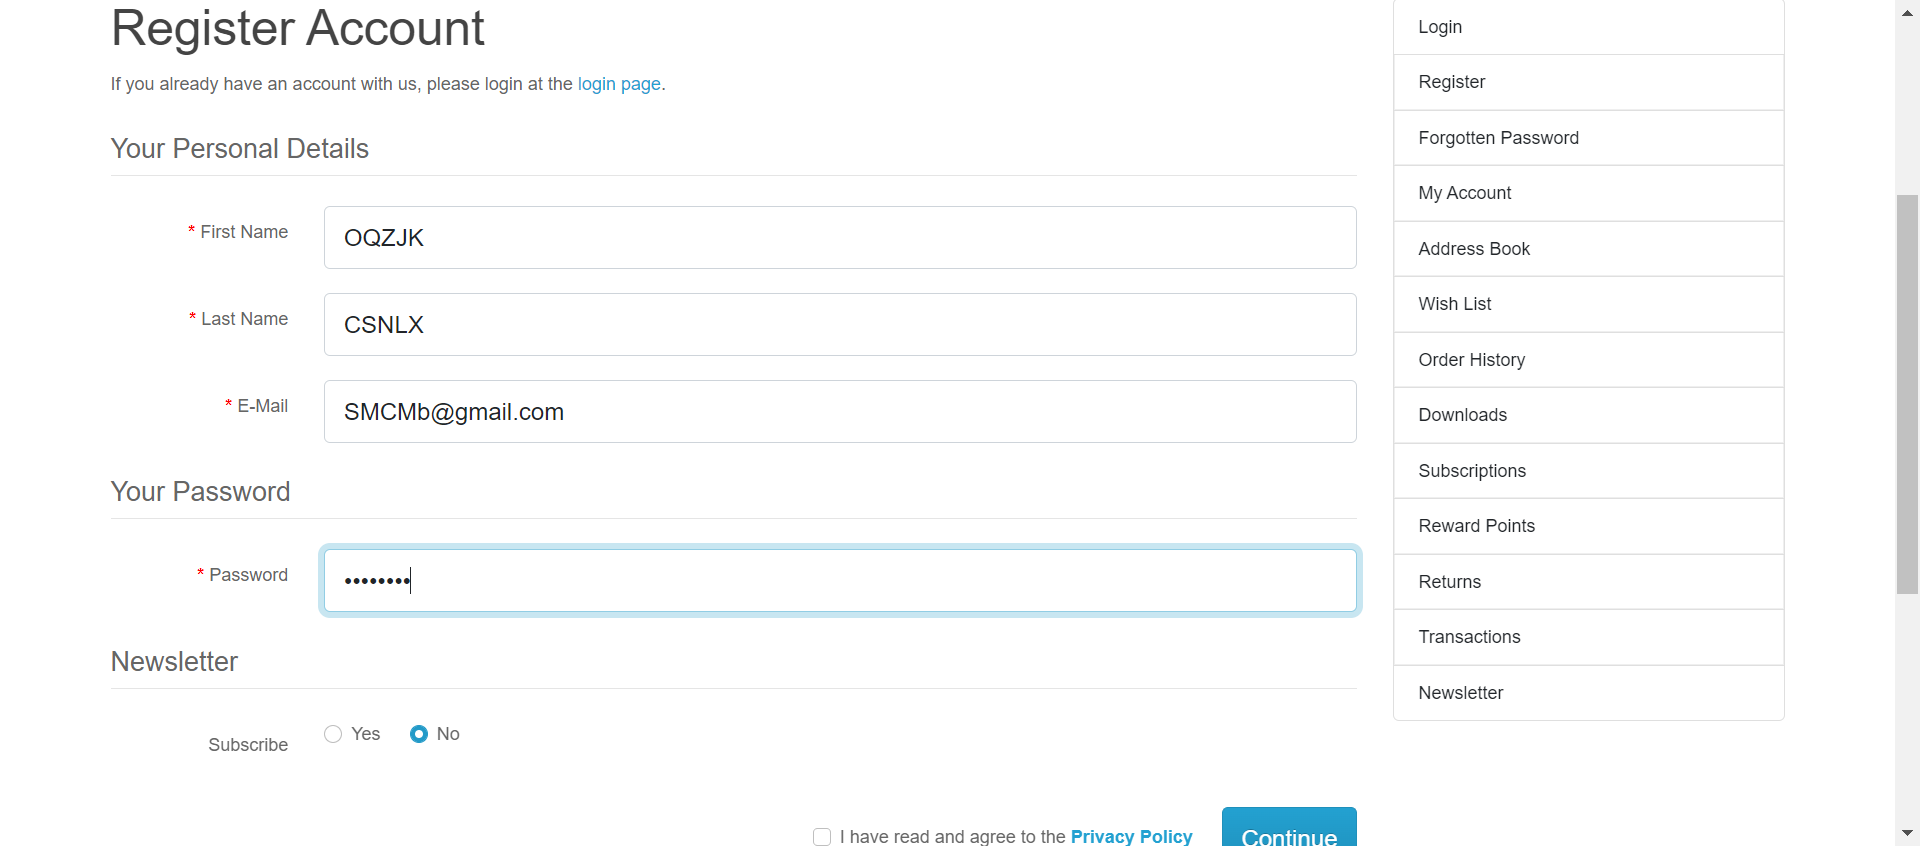 Register Account
If you already have an account with us, please login at the login page.
Your Personal Details
* First Name
OQZJK
* Last Name
CSNLX
* E-Mail
SMCMb@gmail.com
Your Password
* Password
••••••••
Newsletter
Subscribe
Yes
No
I have read and agree to the Privacy Policy
Continue
Login
Register
Forgotten Password
My Account
Address Book
Wish List
Order History
Downloads
Subscriptions
Reward Points
Returns
Transactions
Newsletter